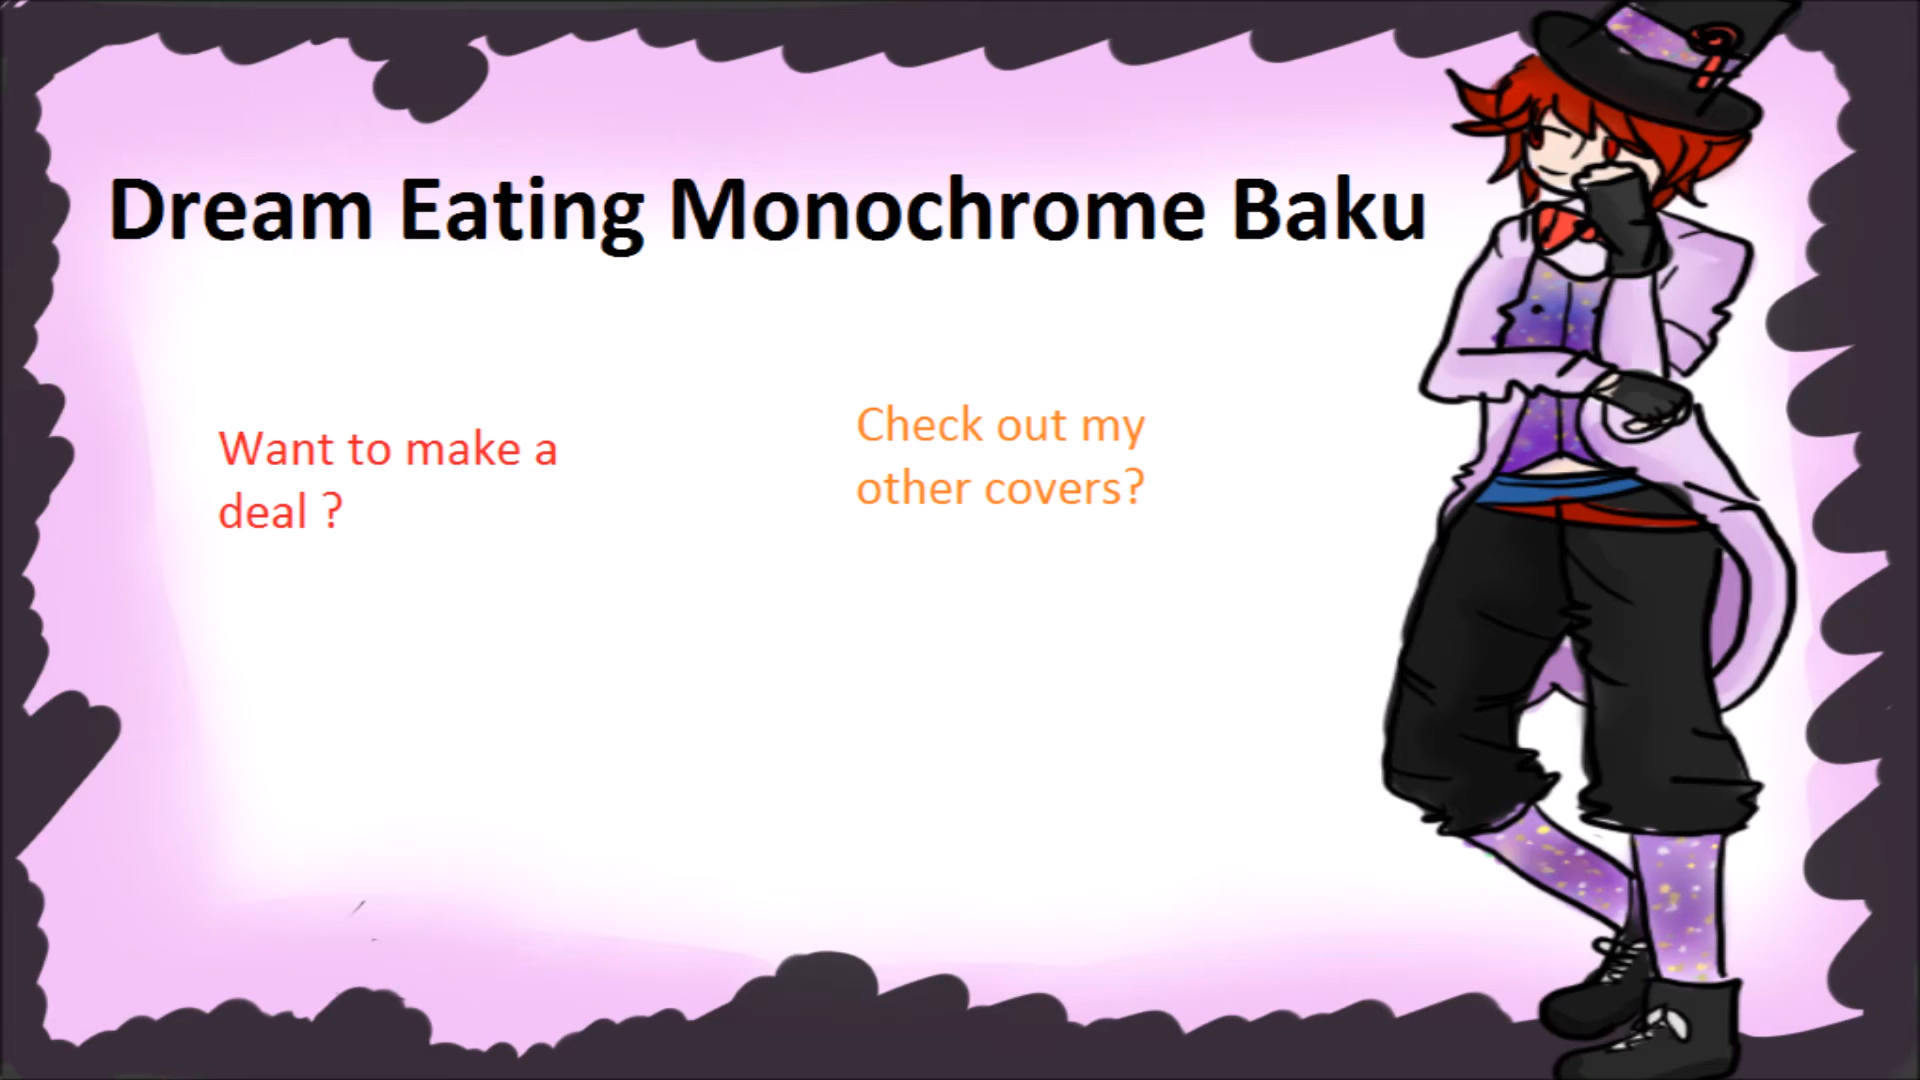 Dream Eating Monochrome Baku
Want to make a
deal ?
Check out my
other covers?